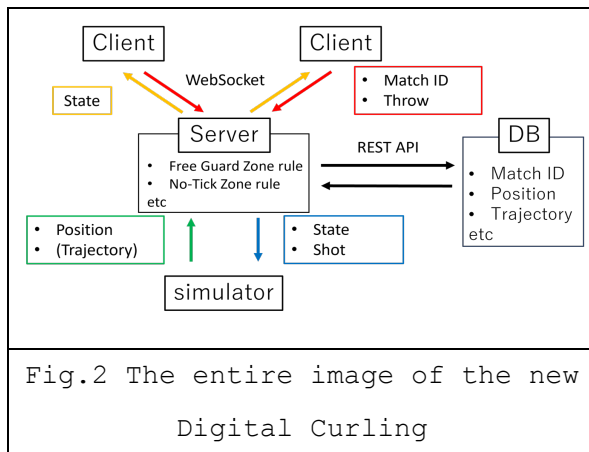 Client
Client
WebSocket
State
• Match ID
• Throw
Server
• Free Guard Zone rule
• No-Tick Zone rule
etc
REST API
DB
• Match ID
• Position
• Trajectory
etc
• Position
• (Trajectory)
• State
• Shot
simulator
Fig.2 The entire image of the new
Digital Curling